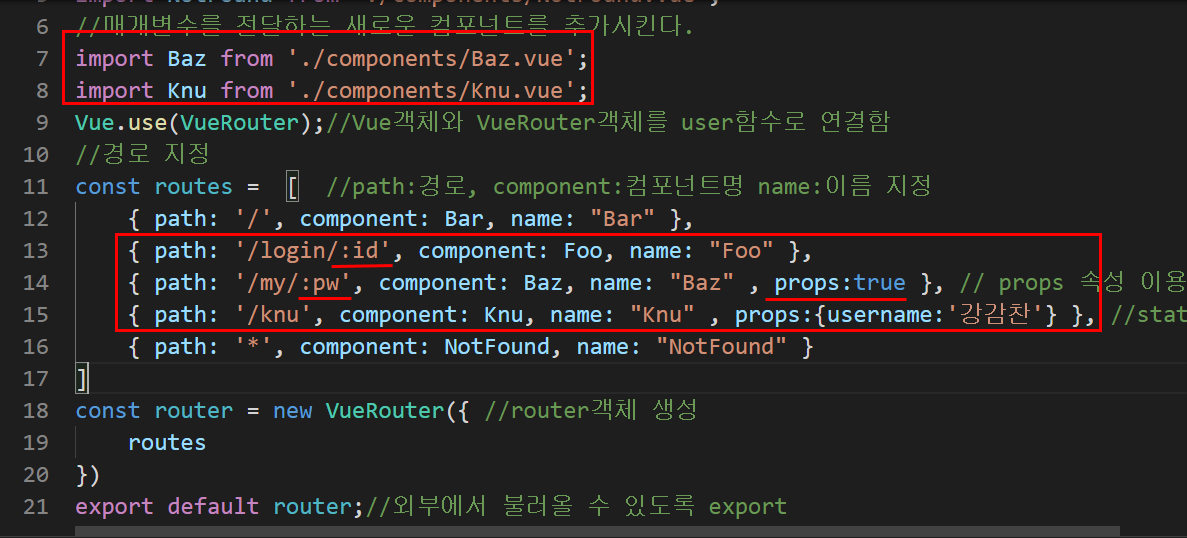 5 import NotFound from './components/NotFound.vue';
6 //매개변수를 전달하는 새로운 컴포넌트를 추가시킨다.
7 import Baz from './components/Baz.vue';
8 import Knu from './components/Knu.vue';
9 Vue.use(VueRouter);//Vue객체와 VueRouter객체를 user함수로 연결함
10 //경로 지정
11 const routes = [ //path:경로, component:컴포넌트명 name:이름 지정
12 { path: '/', component: Bar, name: "Bar" },
13 { path: '/login/:id', component: Foo, name: "Foo" },
14 { path: '/my/:pw', component: Baz, name: "Baz" , props:true }, // props 속성 이용
15 { path: '/knu', component: Knu, name: "Knu" , props:{username:'강감찬'} }, //stat
16 { path: '*', component: NotFound, name: "NotFound" }
17 ]
18 const router = new VueRouter({ //router객체 생성
19 routes
20 })
21 export default router;//외부에서 불러올 수 있도록 export